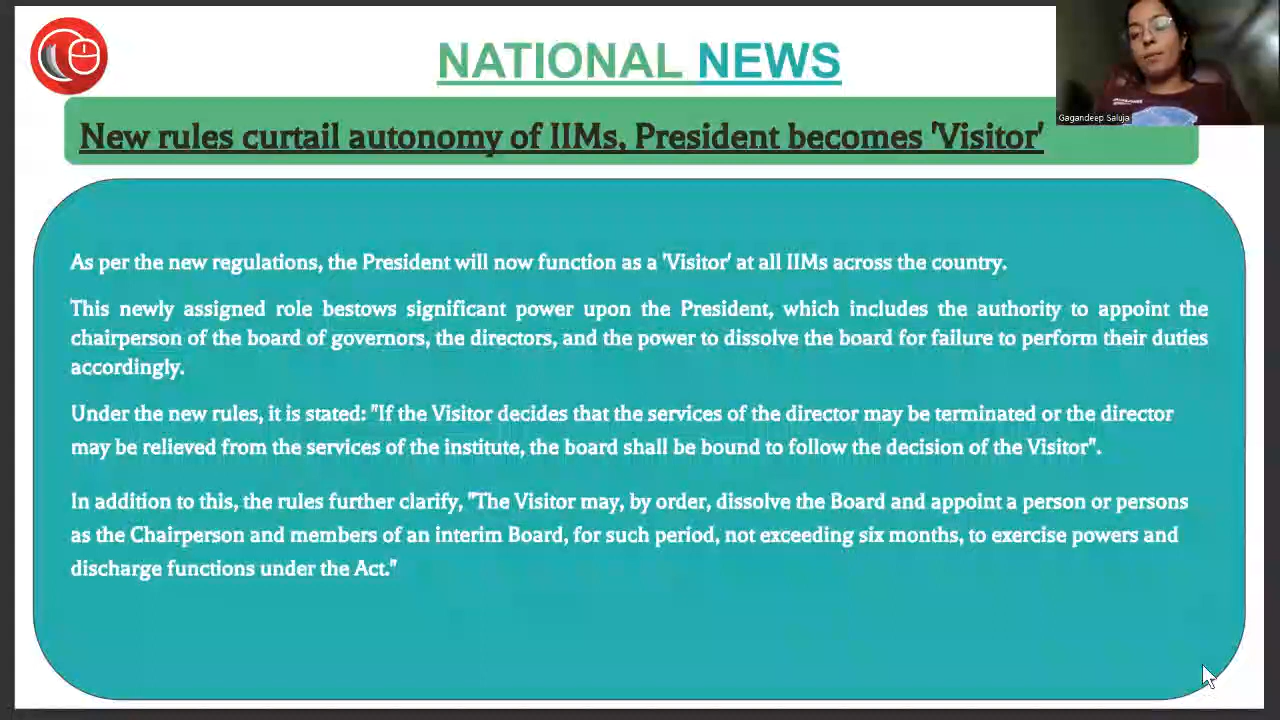 NATIONAL NEWS
Gagandeep Saluja
New rules curtail autonomy of IIMs, President becomes 'Visitor'
As per the new regulations, the President will now function as a 'Visitor' at all IIMs across the country.
This newly assigned role bestows significant power upon the President, which includes the authority to appoint the
chairperson of the board of governors, the directors, and the power to dissolve the board for failure to perform their duties
accordingly.
Under the new rules, it is stated: "If the Visitor decides that the services of the director may be terminated or the director
may be relieved from the services of the institute, the board shall be bound to follow the decision of the Visitor".
In addition to this, the rules further clarify, "The Visitor may, by order, dissolve the Board and appoint a person or persons
as the Chairperson and members of an interim Board, for such period, not exceeding six months, to exercise powers and
discharge functions under the Act."